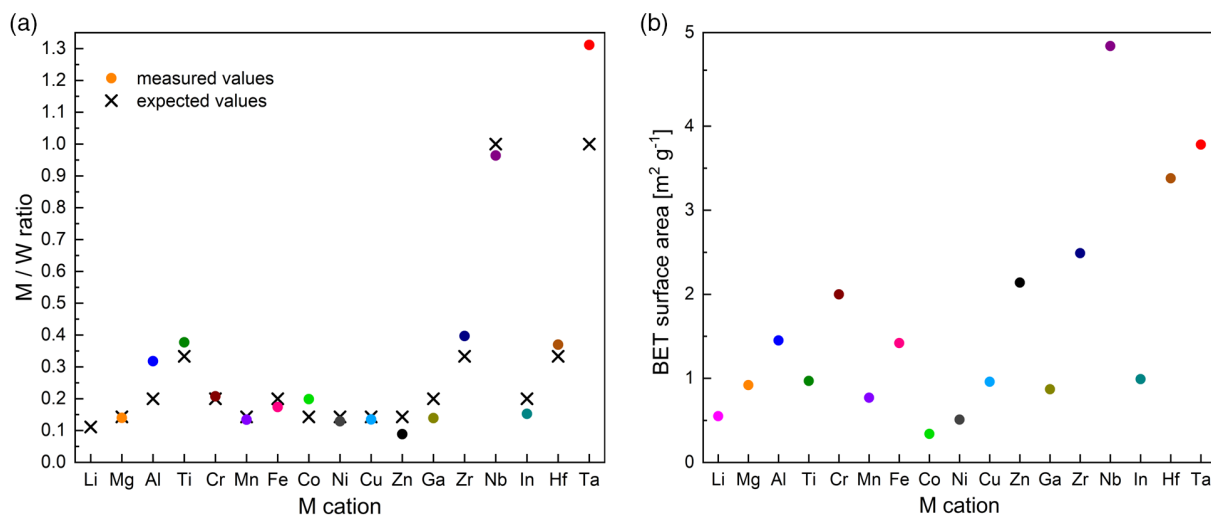 (a)
1.3
1.2
1.1
1.0
0.9
0.8
0.7
0.6
0.5
0.4
0.3
0.2
0.1
0.0
M / W ratio
measured values
expected values
Li Mg Al Ti Cr Mn Fe Co Ni Cu Zn Ga Zr Nb In Hf Ta
M cation
(b)
5
4
3
2
1
0
BET surface area [m² g⁻¹]
Li Mg Al Ti Cr Mn Fe Co Ni Cu Zn Ga Zr Nb In Hf Ta
M cation